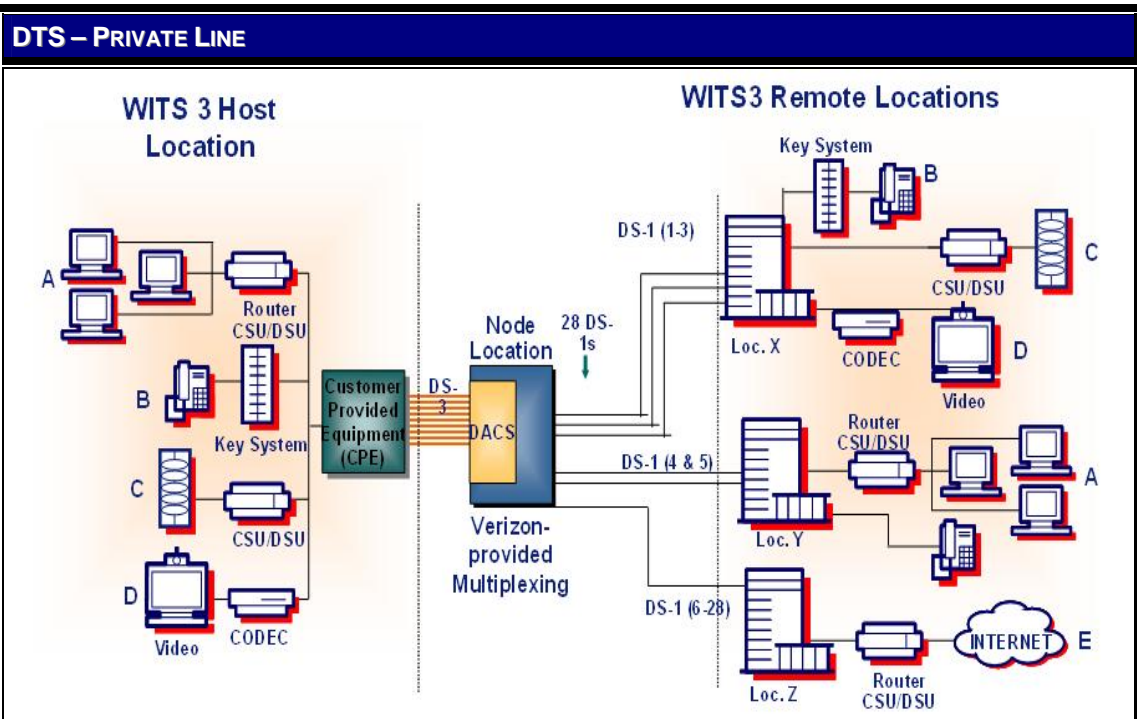 DTS – PRIVATE LINE
WITS 3 Host
Location
WITS3 Remote Locations
A
Router
CSU/DSU
B
Key System
C
CSU/DSU
D
Video
CODEC
Customer
Provided
Equipment
(CPE)
DS-
3
Node
Location
DACS
Verizon-
provided
Multiplexing
28 DS-
1s
DS-1 (1-3)
DS-1 (4 & 5)
DS-1 (6-28)
Key System
B
Loc. X
CSU/DSU
C
CODEC
Video
D
Router
CSU/DSU
A
Loc. Y
Loc. Z
Router
CSU/DSU
INTERNET
E